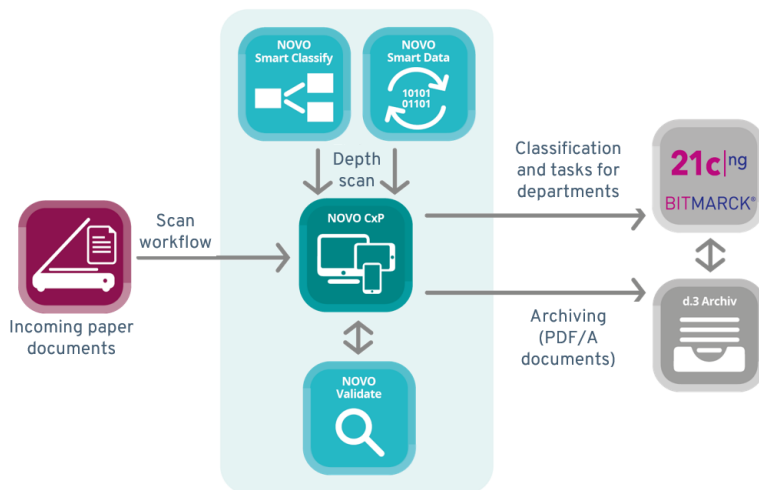 NOVO
Smart Classify
NOVO
Smart Data
10101
01101
Depth
scan
Classification
and tasks for
departments
21c|ng
BITMARCK®
Scan
workflow
NOVO CxP
Incoming paper
documents
Archiving
(PDF/A
documents)
d.3 Archiv
NOVO
Validate